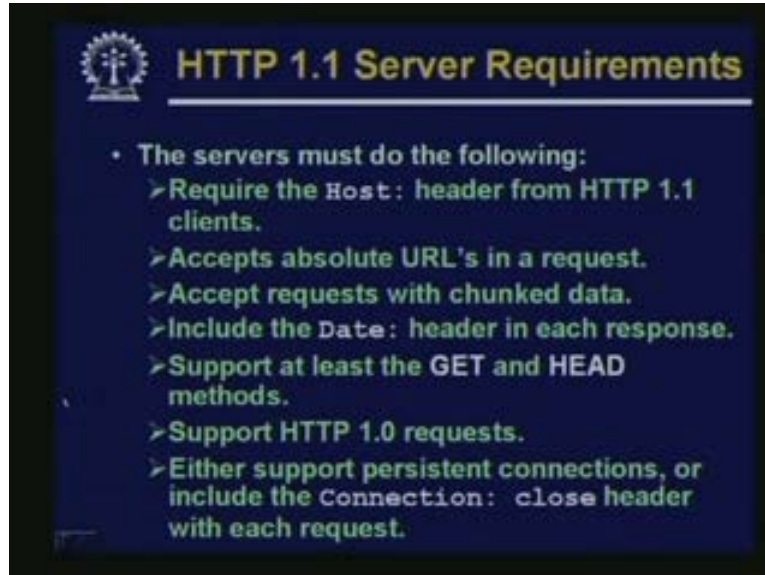 HTTP 1.1 Server Requirements
• The servers must do the following:
➢Require the Host: header from HTTP 1.1
clients.
➢Accepts absolute URL's in a request.
➢Accept requests with chunked data.
➢Include the Date: header in each response.
➢Support at least the GET and HEAD
methods.
➢Support HTTP 1.0 requests.
➢Either support persistent connections, or
include the Connection: close header
with each request.